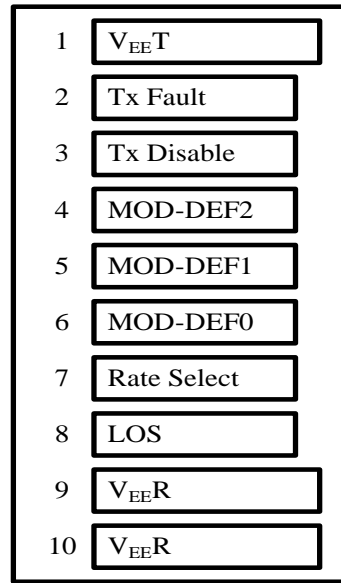 1 VEET
2 Tx Fault
3 Tx Disable
4 MOD-DEF2
5 MOD-DEF1
6 MOD-DEF0
7 Rate Select
8 LOS
9 VEER
10 VEER